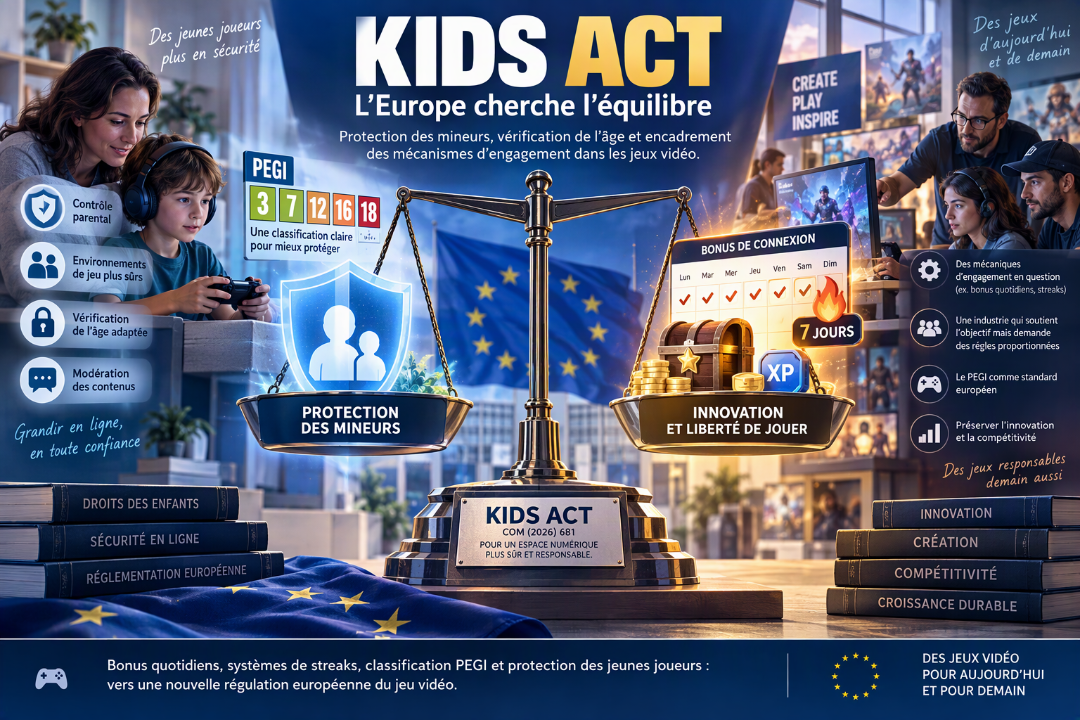 Des jeunes joueurs
plus en sécurité
KIDS ACT
L'Europe cherche l'équilibre
Protection des mineurs, vérification de l'âge et encadrement
des mécanismes d'engagement dans les jeux vidéo.
Des jeux
d'aujourd'hui
et de demain
CREATE
PLAY
INSPIRE
PEGI
3 7 12 16 18
Une classification claire
pour mieux protéger
Contrôle
parental
Environnements
de jeu plus sûrs
Vérification
de l'âge adaptée
Modération
des contenus
Grandir en ligne,
en toute confiance
BONUS DE CONNEXION
Lun Mar Mer Jeu Ven Sam Dim
7 JOURS
XP
PROTECTION
DES MINEURS
INNOVATION
ET LIBERTÉ DE JOUER
Des mécaniques
d'engagement en question
(ex. bonus quotidiens, streaks)
Une industrie qui soutient
l'objectif mais demande
des règles proportionnées
Le PEGI comme standard
européen
Préserver l'innovation
et la compétitivité
Des jeux responsables
demain aussi
DROITS DES ENFANTS
SÉCURITÉ EN LIGNE
RÉGLEMENTATION EUROPÉENNE
KIDS ACT
COM (2026) 681
POUR UN ESPACE NUMÉRIQUE
PLUS SÛR ET RESPONSABLE.
INNOVATION
CRÉATION
COMPÉTITIVITÉ
CROISSANCE DURABLE
Bonus quotidiens, systèmes de streaks, classification PEGI et protection des jeunes joueurs :
vers une nouvelle régulation européenne du jeu vidéo.
DES JEUX VIDÉO
POUR AUJOURD'HUI
ET POUR DEMAIN